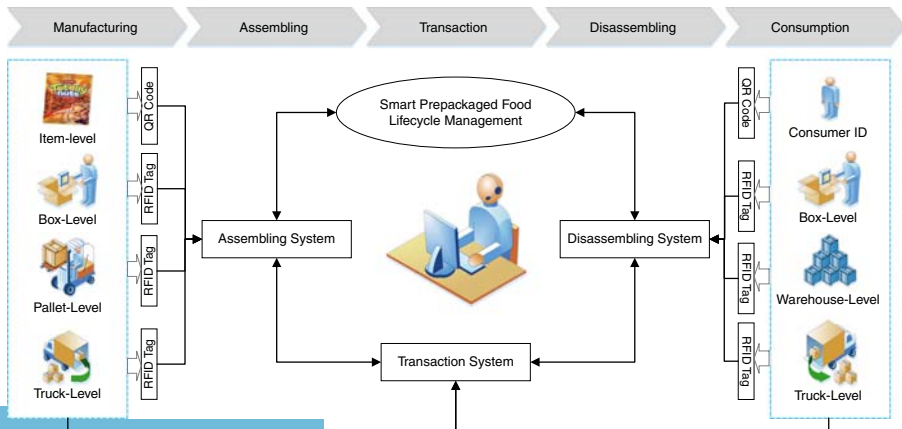 Manufacturing
Assembling
Transaction
Disassembling
Consumption
Item-level
QR Code
Box-Level
RFID Tag
Pallet-Level
RFID Tag
Truck-Level
RFID Tag
Smart Prepackaged Food
Lifecycle Management
Assembling System
Disassembling System
Transaction System
QR Code
Consumer ID
RFID Tag
Box-Level
RFID Tag
Warehouse-Level
RFID Tag
Truck-Level